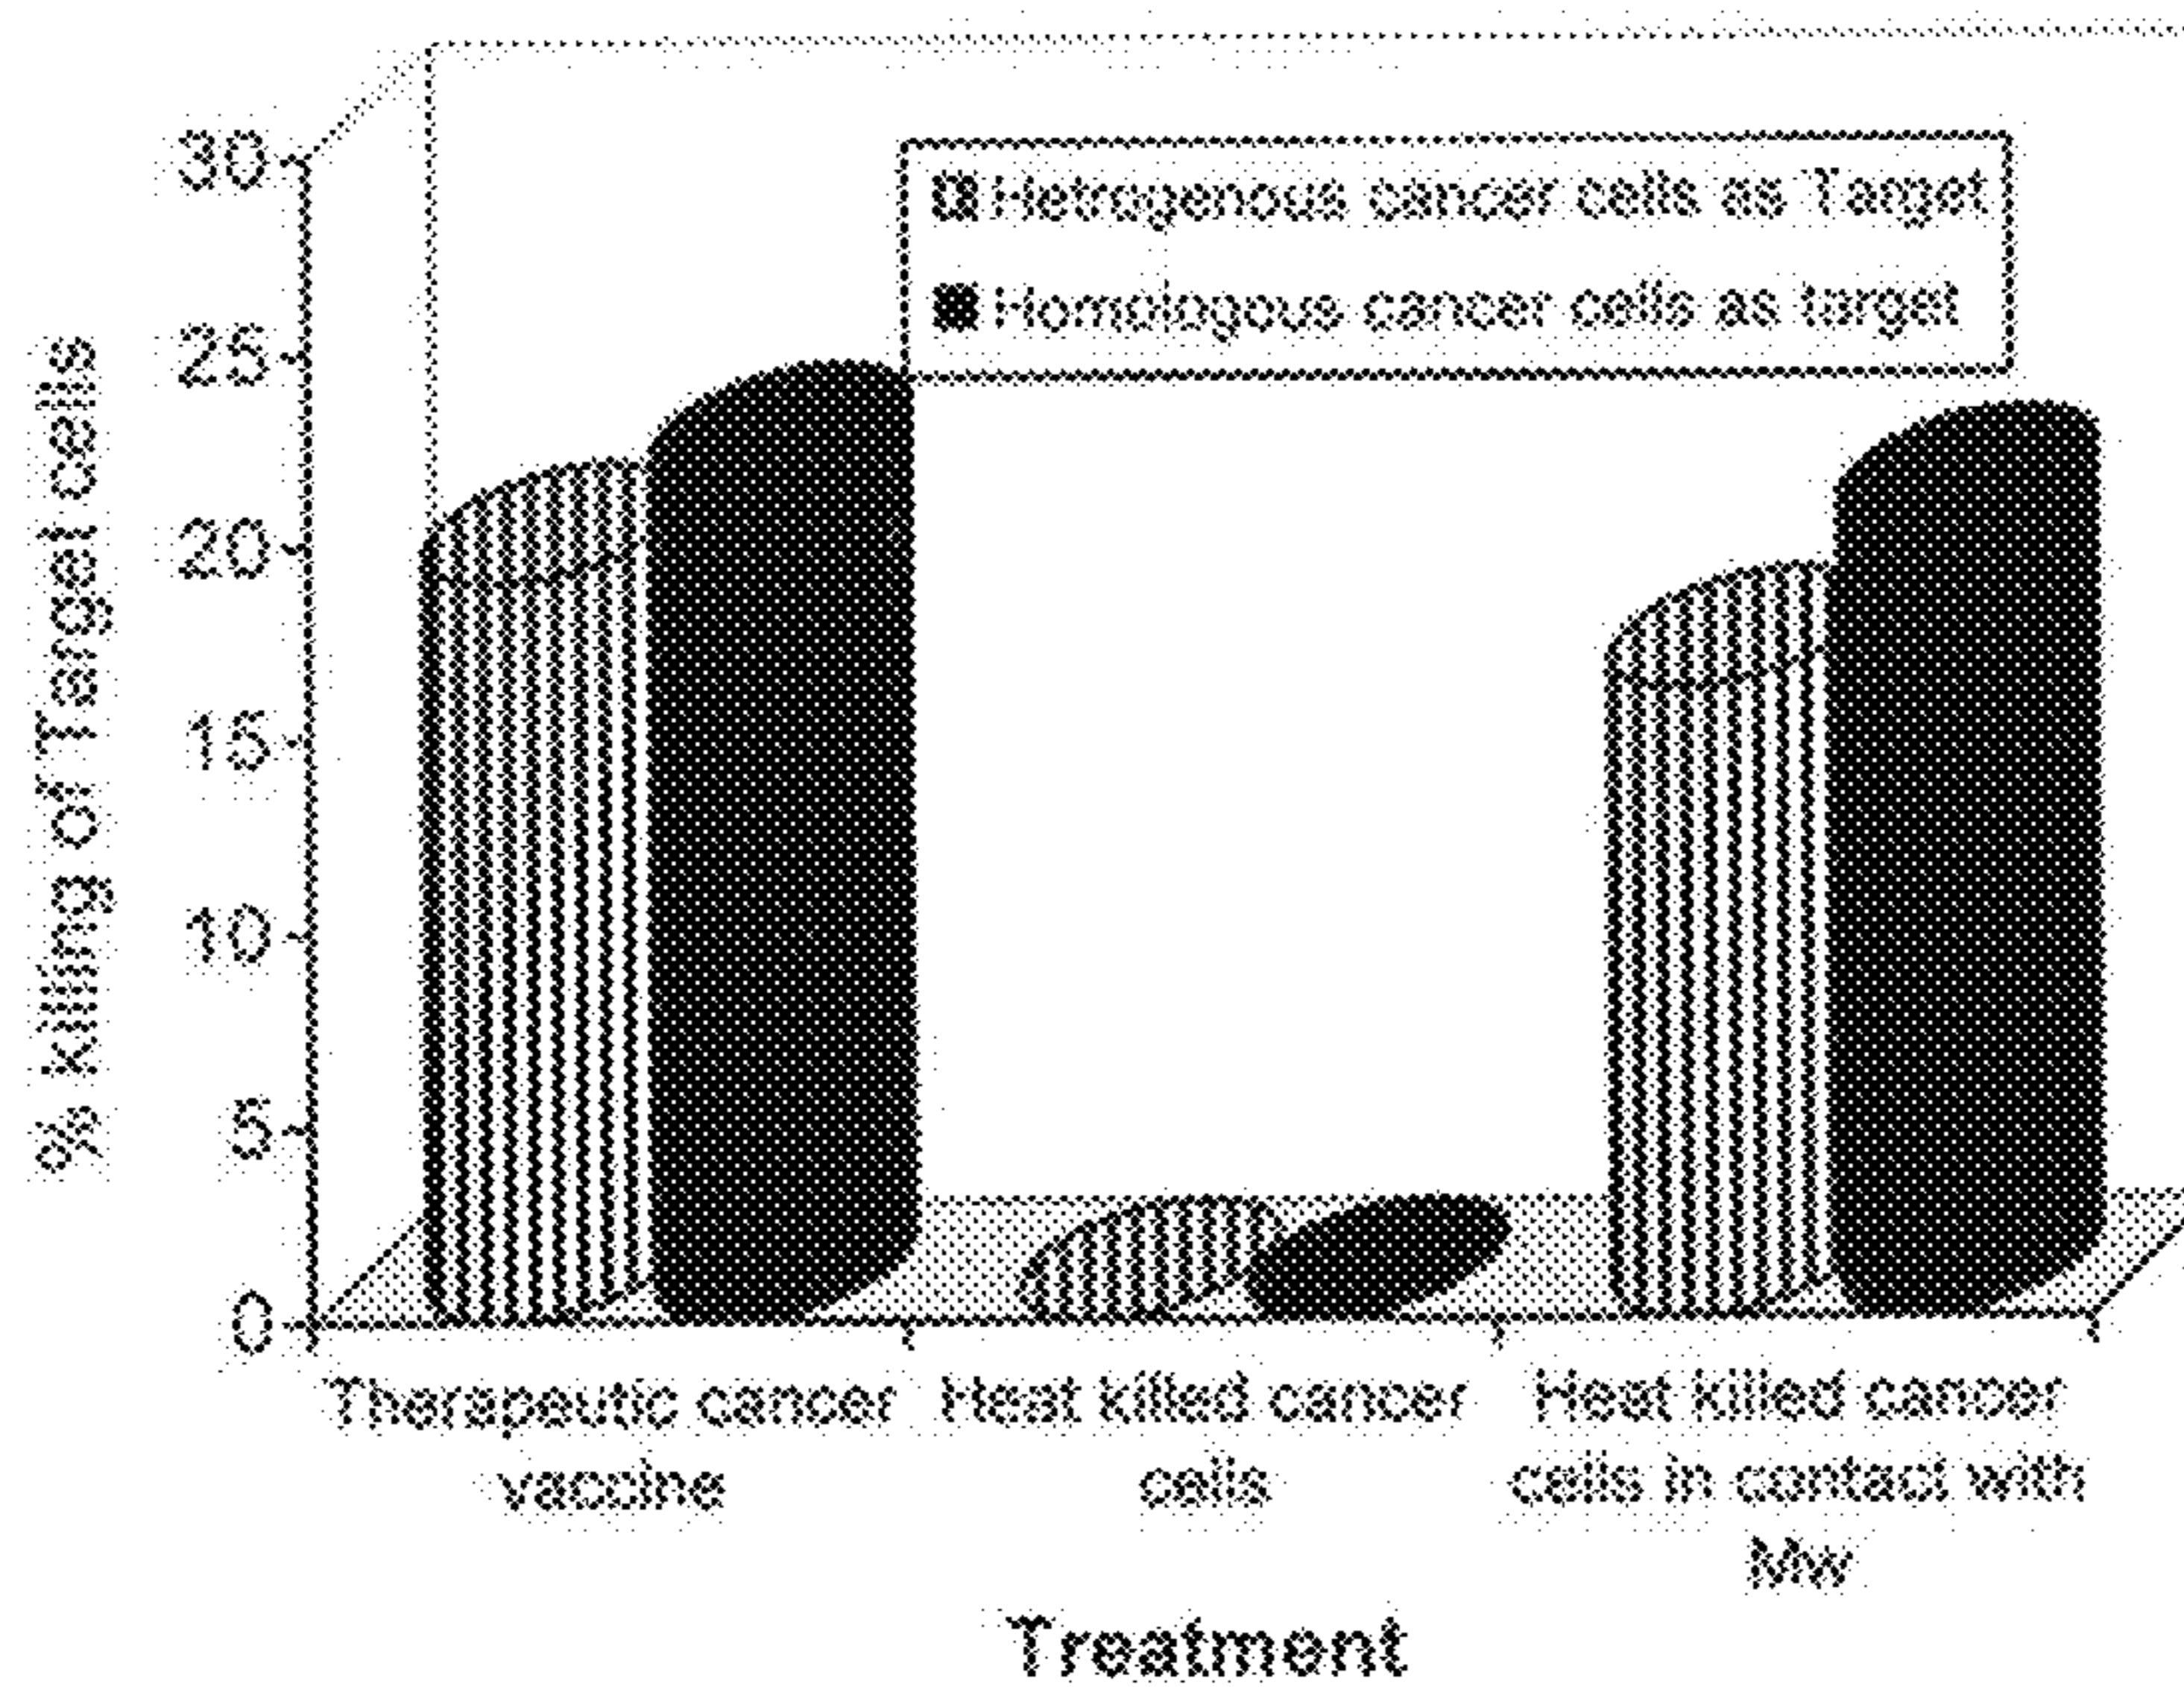 % killing of Target cells
30
25
20
15
10
5
0
Hetrogenous cancer cells as Target
Homologous cancer cells as target
Therapeutic cancer
vaccine
Heat killed cancer
cells
Heat killed cancer
cells in contact with
Mw
Treatment